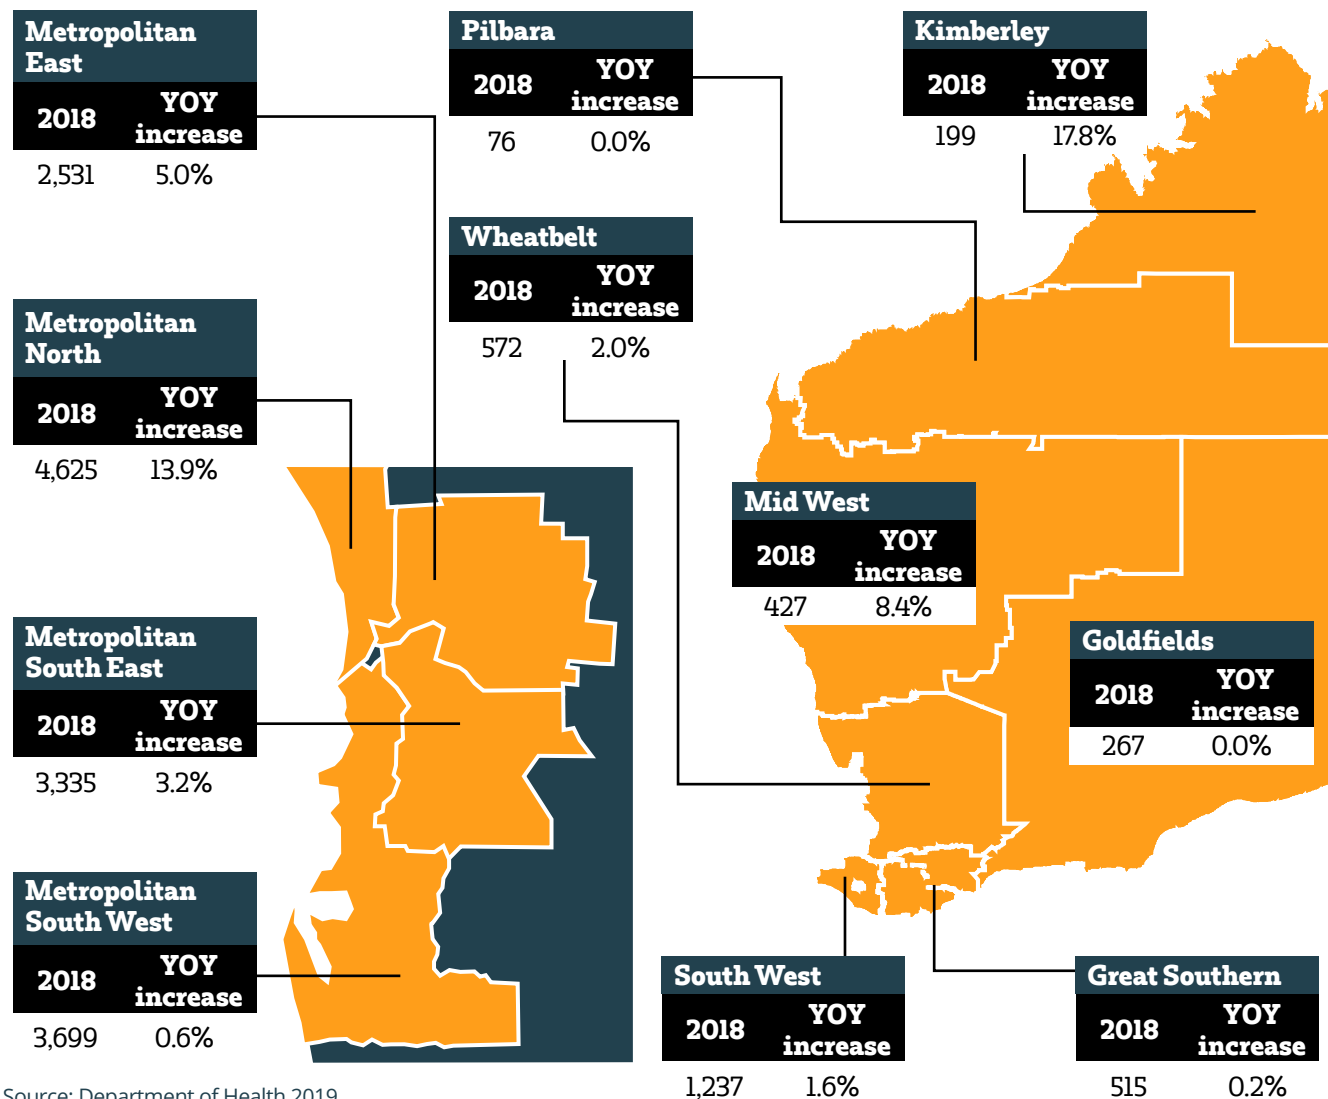 Metropolitan
East
2018 YOY
increase
2,531 5.0%
Pilbara
2018 YOY
increase
76 0.0%
Kimberley
2018 YOY
increase
199 17.8%
Wheatbelt
2018 YOY
increase
572 2.0%
Metropolitan
North
2018 YOY
increase
4,625 13.9%
Mid West
2018 YOY
increase
427 8.4%
Metropolitan
South East
2018 YOY
increase
3,335 3.2%
Goldfields
2018 YOY
increase
267 0.0%
Metropolitan
South West
2018 YOY
increase
3,699 0.6%
South West
2018 YOY
increase
1,237 1.6%
Great Southern
2018 YOY
increase
515 0.2%
Source: Department of Health 2019